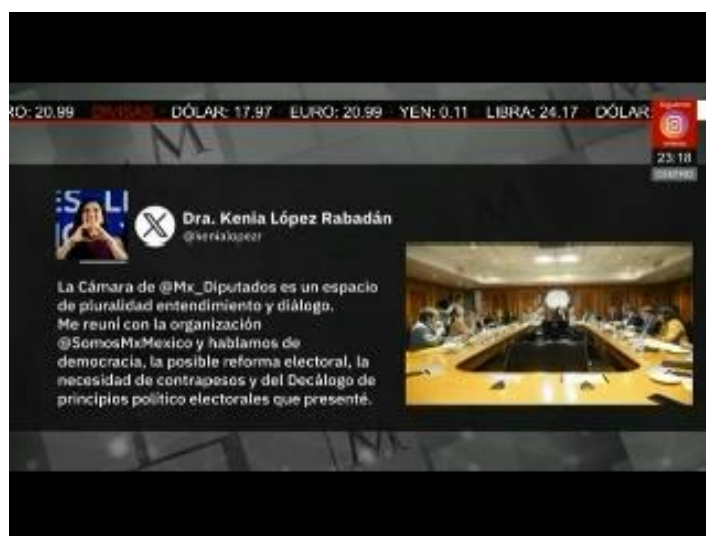 RO: 20.99 DIVISAS DÓLAR: 17.97 EURO: 20.99 YEN: 0.11 LIBRA: 24.17 DÓLAR:
23:18
Dra. Kenia López Rabadán
@kenialopezr
La Cámara de @Mx_Diputados es un espacio
de pluralidad entendimiento y diálogo.
Me reuní con la organización
@SomosMxMexico y hablamos de
democracia, la posible reforma electoral, la
necesidad de contrapesos y del Decálogo de
principios político electorales que presenté.